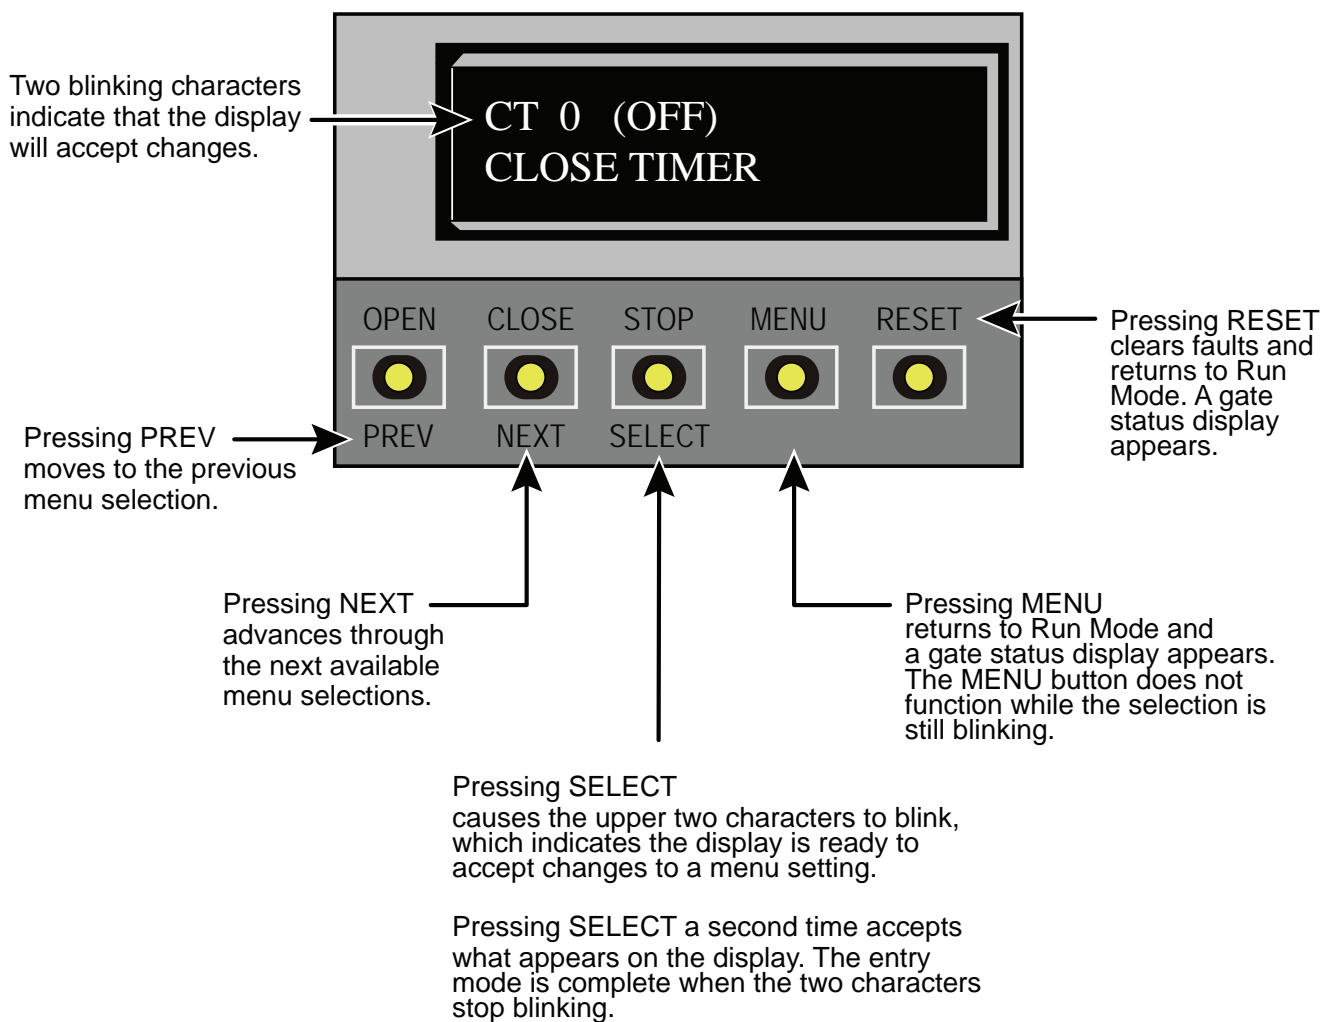 Two blinking characters
indicate that the display
will accept changes.
CT 0 (OFF)
CLOSE TIMER
OPEN CLOSE STOP MENU RESET
PREV NEXT SELECT
Pressing RESET
clears faults and
returns to Run
Mode. A gate
status display
appears.
Pressing PREV
moves to the previous
menu selection.
Pressing NEXT
advances through
the next available
menu selections.
Pressing MENU
returns to Run Mode and
a gate status display appears.
The MENU button does not
function while the selection is
still blinking.
Pressing SELECT
causes the upper two characters to blink,
which indicates the display is ready to
accept changes to a menu setting.
Pressing SELECT a second time accepts
what appears on the display. The entry
mode is complete when the two characters
stop blinking.